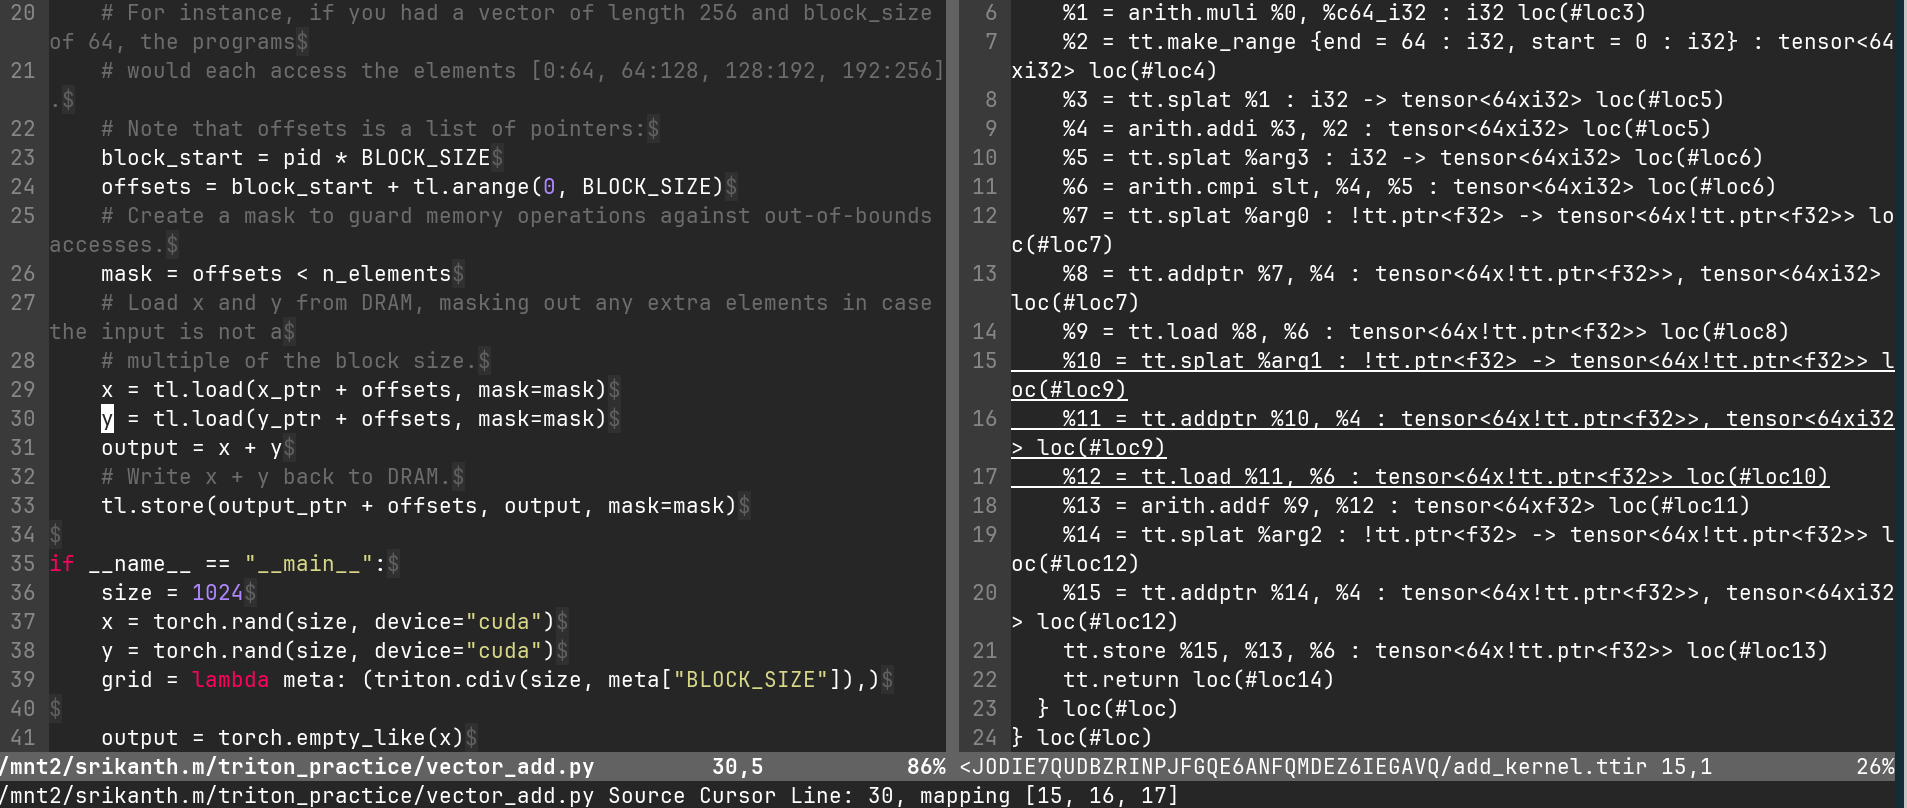 20     # For instance, if you had a vector of length 256 and block_size
of 64, the programs$
21     # would each access the elements [0:64, 64:128, 128:192, 192:256]
.$
22     # Note that offsets is a list of pointers:$
23     block_start = pid * BLOCK_SIZE$
24     offsets = block_start + tl.arange(0, BLOCK_SIZE)$
25     # Create a mask to guard memory operations against out-of-bounds
accesses.$
26     mask = offsets < n_elements$
27     # Load x and y from DRAM, masking out any extra elements in case
the input is not a$
28     # multiple of the block size.$
29     x = tl.load(x_ptr + offsets, mask=mask)$
30     y = tl.load(y_ptr + offsets, mask=mask)$
31     output = x + y$
32     # Write x + y back to DRAM.$
33     tl.store(output_ptr + offsets, output, mask=mask)$
34 $
35 if __name__ == "__main__":$
36     size = 1024$
37     x = torch.rand(size, device="cuda")$
38     y = torch.rand(size, device="cuda")$
39     grid = lambda meta: (triton.cdiv(size, meta["BLOCK_SIZE"]),)$
40 $
41     output = torch.empty_like(x)$
/mnt2/srikanth.m/triton_practice/vector_add.py         30,5           86%
6     %1 = arith.muli %0, %c64_i32 : i32 loc(#loc3)
7     %2 = tt.make_range {end = 64 : i32, start = 0 : i32} : tensor<64
xi32> loc(#loc4)
8     %3 = tt.splat %1 : i32 -> tensor<64xi32> loc(#loc5)
9     %4 = arith.addi %3, %2 : tensor<64xi32> loc(#loc5)
10     %5 = tt.splat %arg3 : i32 -> tensor<64xi32> loc(#loc6)
11     %6 = arith.cmpi slt, %4, %5 : tensor<64xi32> loc(#loc6)
12     %7 = tt.splat %arg0 : !tt.ptr<f32> -> tensor<64x!tt.ptr<f32>> lo
c(#loc7)
13     %8 = tt.addptr %7, %4 : tensor<64x!tt.ptr<f32>>, tensor<64xi32>
loc(#loc7)
14     %9 = tt.load %8, %6 : tensor<64x!tt.ptr<f32>> loc(#loc8)
15     %10 = tt.splat %arg1 : !tt.ptr<f32> -> tensor<64x!tt.ptr<f32>> l
oc(#loc9)
16     %11 = tt.addptr %10, %4 : tensor<64x!tt.ptr<f32>>, tensor<64xi32
> loc(#loc9)
17     %12 = tt.load %11, %6 : tensor<64x!tt.ptr<f32>> loc(#loc10)
18     %13 = arith.addf %9, %12 : tensor<64xf32> loc(#loc11)
19     %14 = tt.splat %arg2 : !tt.ptr<f32> -> tensor<64x!tt.ptr<f32>> l
oc(#loc12)
20     %15 = tt.addptr %14, %4 : tensor<64x!tt.ptr<f32>>, tensor<64xi32
> loc(#loc12)
21     tt.store %15, %13, %6 : tensor<64x!tt.ptr<f32>> loc(#loc13)
22     tt.return loc(#loc14)
23   } loc(#loc)
24 } loc(#loc)
<JODIE7QUDBZRINPJFGQE6ANFQMDEZ6IEGAVQ/add_kernel.ttir 15,1           26%
/mnt2/srikanth.m/triton_practice/vector_add.py Source Cursor Line: 30, mapping [15, 16, 17]